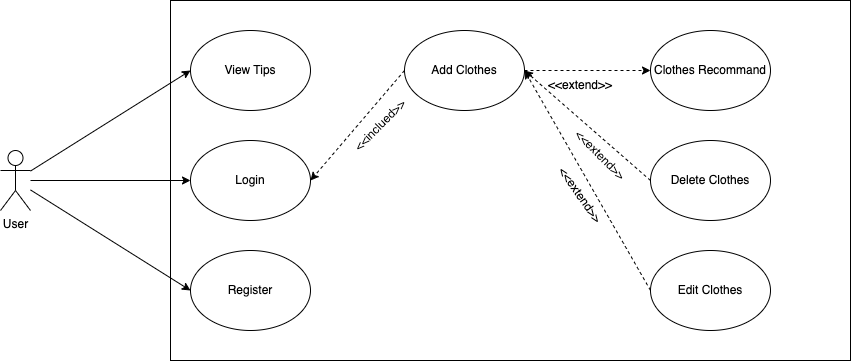 View Tips
Add Clothes
Clothes Recommand
<<extend>>
<<inclued>>
<<extend>>
Login
Delete Clothes
<<extend>>
User
Register
Edit Clothes